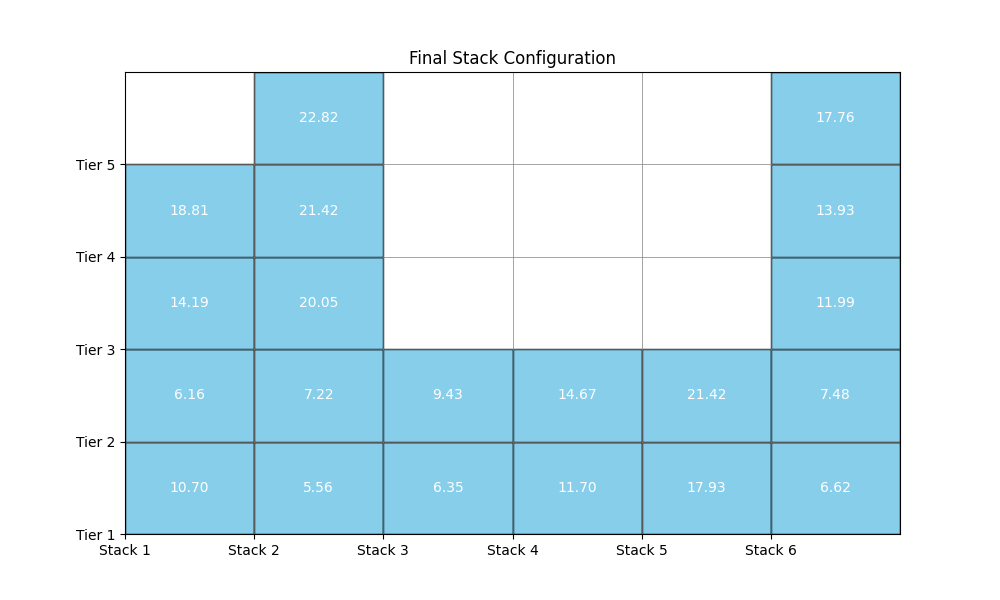 Final Stack Configuration
22.82 17.76
Tier 5
18.81 21.42 13.93
Tier 4
14.19 20.05 11.99
Tier 3
6.16 7.22 9.43 14.67 21.42 7.48
Tier 2
10.70 5.56 6.35 11.70 17.93 6.62
Tier 1
Stack 1 Stack 2 Stack 3 Stack 4 Stack 5 Stack 6